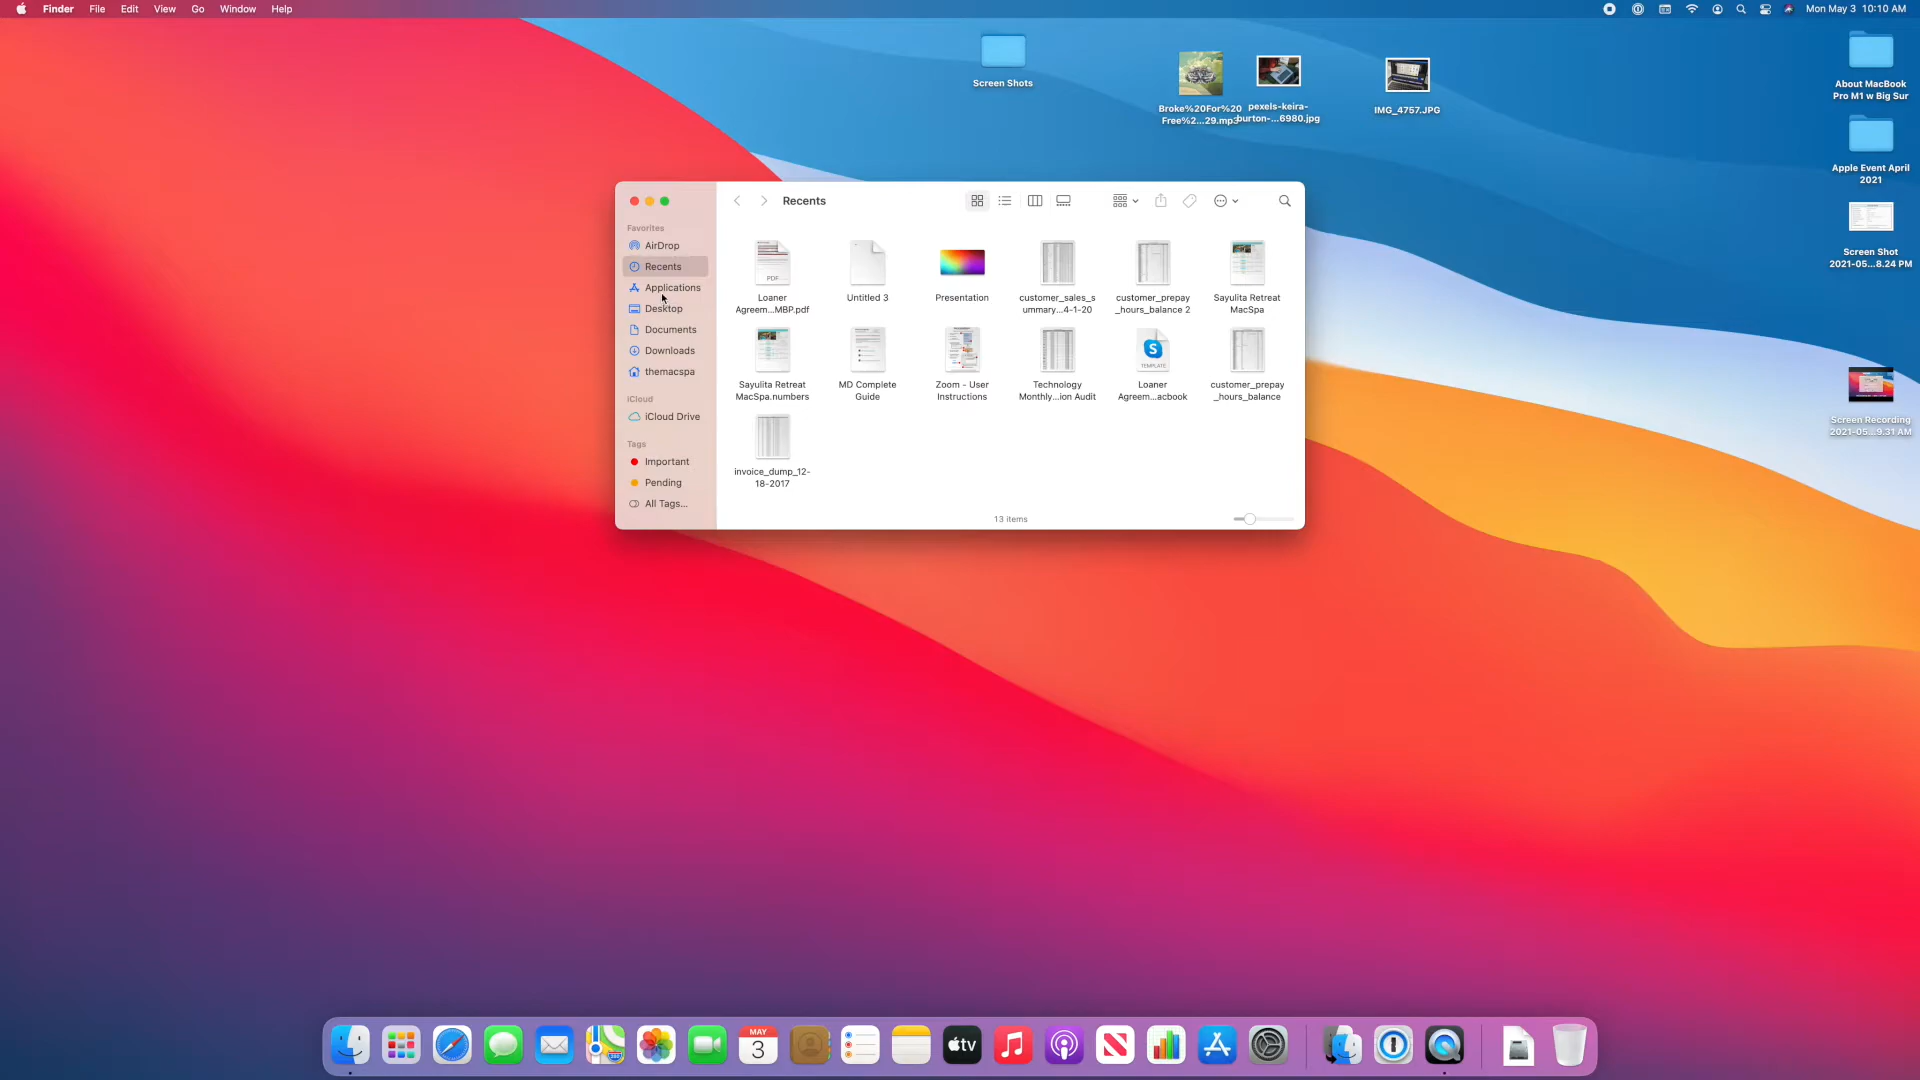 Finder File Edit View Go Window Help
Mon May 3 10:10 AM
Screen Shots
Broke%20For%20
Free%2...29.mp3
pexels-keira-
burton-...6980.jpg
IMG_4757.JPG
About MacBook
Pro M1 w Big Sur
Apple Event April
2021
Screen Shot
2021-05...8.24 PM
Screen Recording
2021-05...9.31 AM
Recents
Favorites
AirDrop
Recents
Applications
Desktop
Documents
Downloads
themacspa
iCloud
iCloud Drive
Tags
Important
Pending
All Tags...
PDF
Loaner
Agreem...MBP.pdf
Untitled 3
Presentation
customer_sales_s
ummary...4-1-20
customer_prepay
_hours_balance 2
Sayulita Retreat
MacSpa
Sayulita Retreat
MacSpa.numbers
MD Complete
Guide
Zoom - User
Instructions
Technology
Monthly...ion Audit
S
TEMPLATE
Loaner
Agreem...acbook
customer_prepay
_hours_balance
invoice_dump_12-
18-2017
13 items
MAY
3
tv